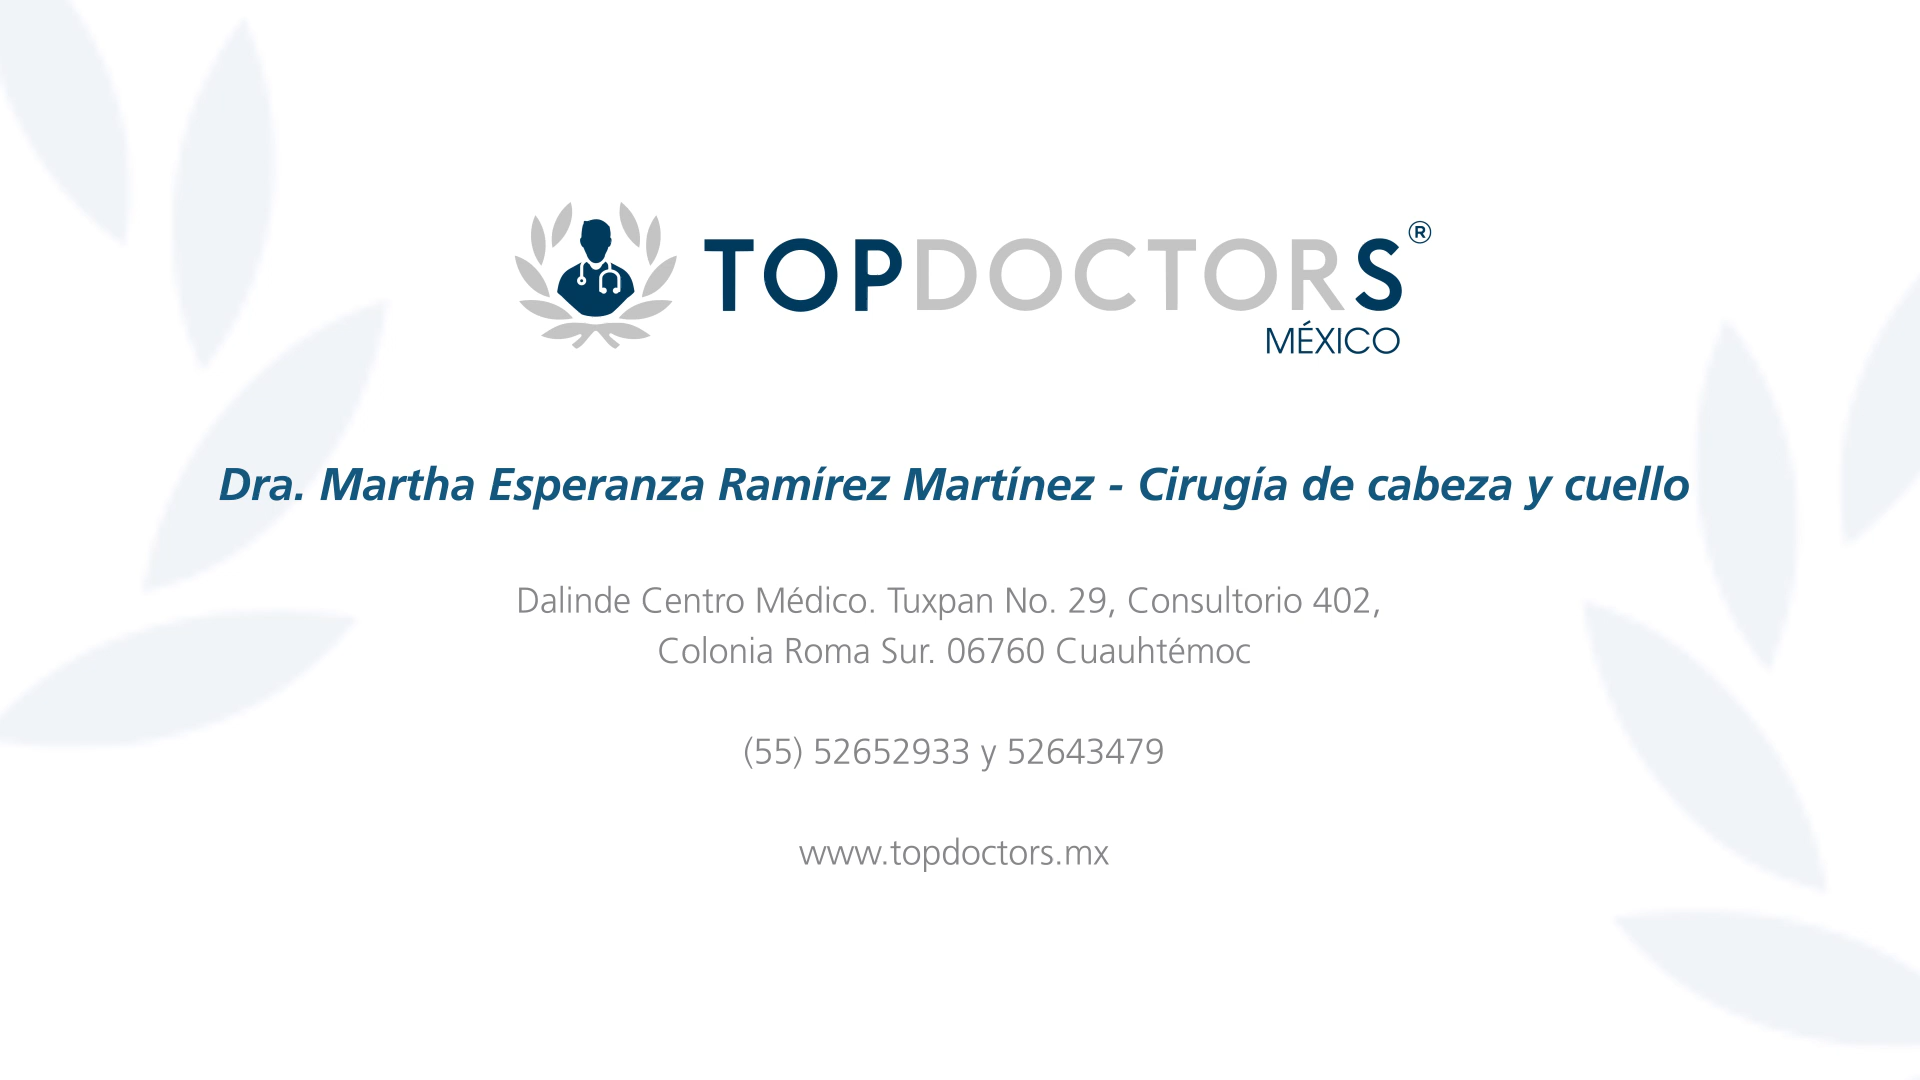 TOPDOCTORS®
MÉXICO
Dra. Martha Esperanza Ramírez Martínez - Cirugía de cabeza y cuello
Dalinde Centro Médico. Tuxpan No. 29, Consultorio 402,
Colonia Roma Sur. 06760 Cuauhtémoc
(55) 52652933 y 52643479
www.topdoctors.mx